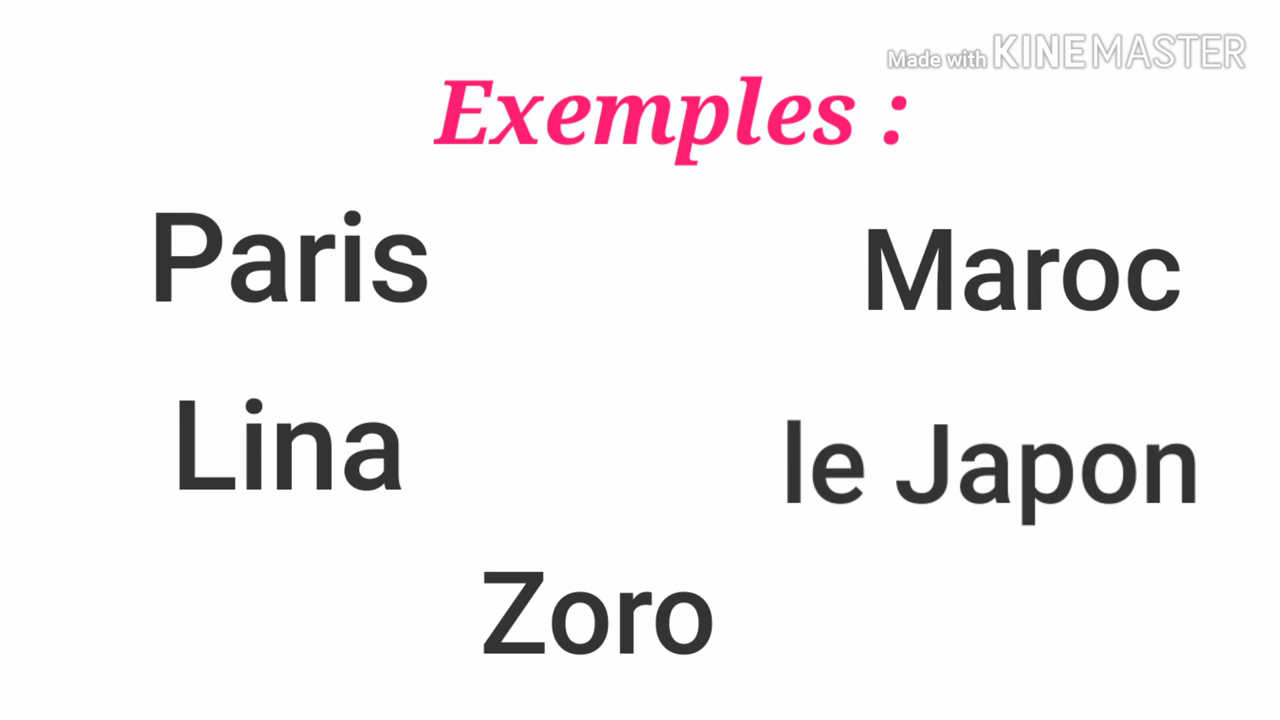 Made with KINEMASTER
Exemples :
Paris
Maroc
Lina
le Japon
Zoro